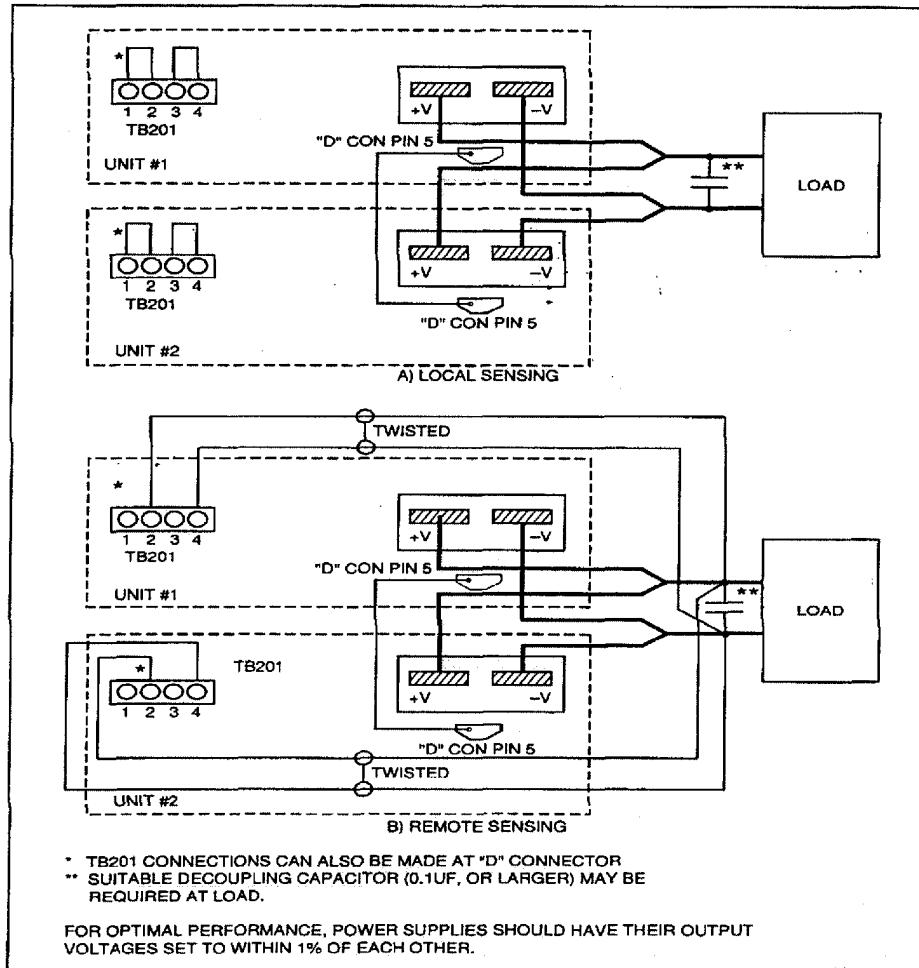 *
1 2 3 4
TB201
UNIT #1
+V
-V
"D" CON PIN 5
**
LOAD
*
1 2 3 4
TB201
UNIT #2
+V
-V
"D" CON PIN 5
A) LOCAL SENSING
TWISTED
*
1 2 3 4
TB201
UNIT #1
+V
-V
"D" CON PIN 5
**
LOAD
*
1 2 3 4
TB201
UNIT #2
+V
-V
"D" CON PIN 5
TWISTED
B) REMOTE SENSING
* TB201 CONNECTIONS CAN ALSO BE MADE AT "D" CONNECTOR
** SUITABLE DECOUPLING CAPACITOR (0.1UF, OR LARGER) MAY BE
REQUIRED AT LOAD.
FOR OPTIMAL PERFORMANCE, POWER SUPPLIES SHOULD HAVE THEIR OUTPUT
VOLTAGES SET TO WITHIN 1% OF EACH OTHER.